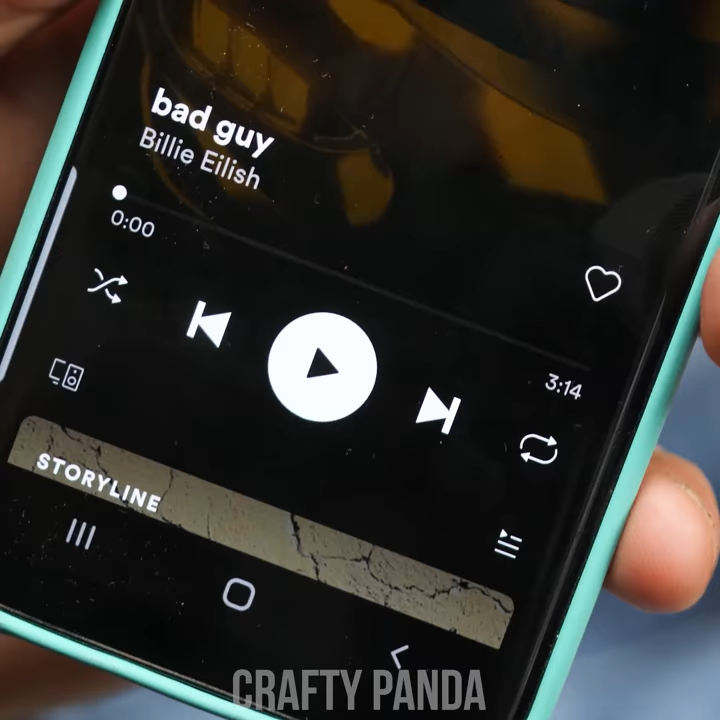 bad guy
Billie Eilish
0:00
3:14
STORYLINE
CRAFTY PANDA